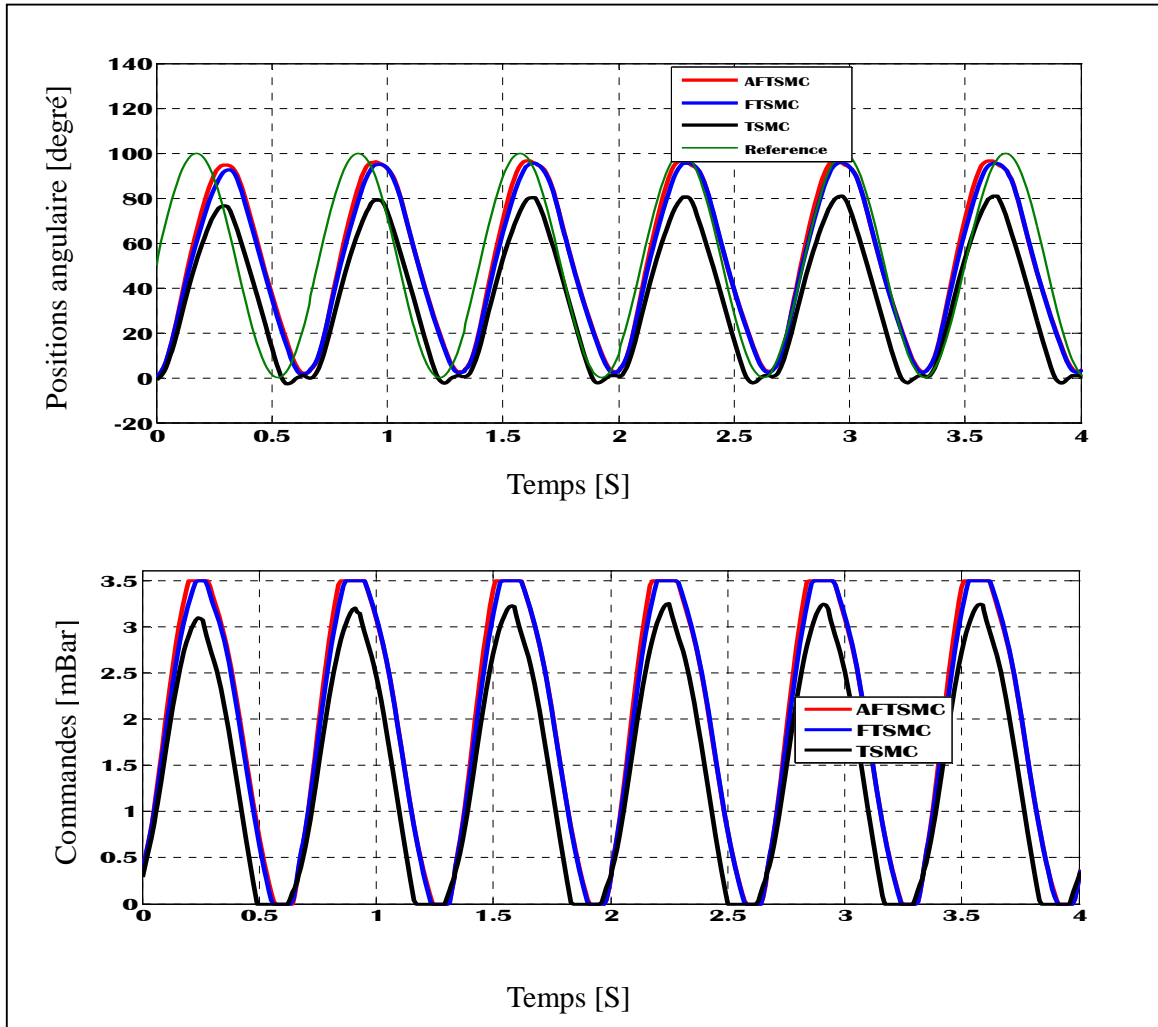 140
120
100
80
60
40
20
0
-20
Positions angulaire [degré]
AFTSMC
FTSMC
TSMC
Reference
0 0.5 1 1.5 2 2.5 3 3.5 4
Temps [S]
3.5
3
2.5
2
1.5
1
0.5
0
Commandes [mBar]
AFTSMC
FTSMC
TSMC
0 0.5 1 1.5 2 2.5 3 3.5 4
Temps [S]